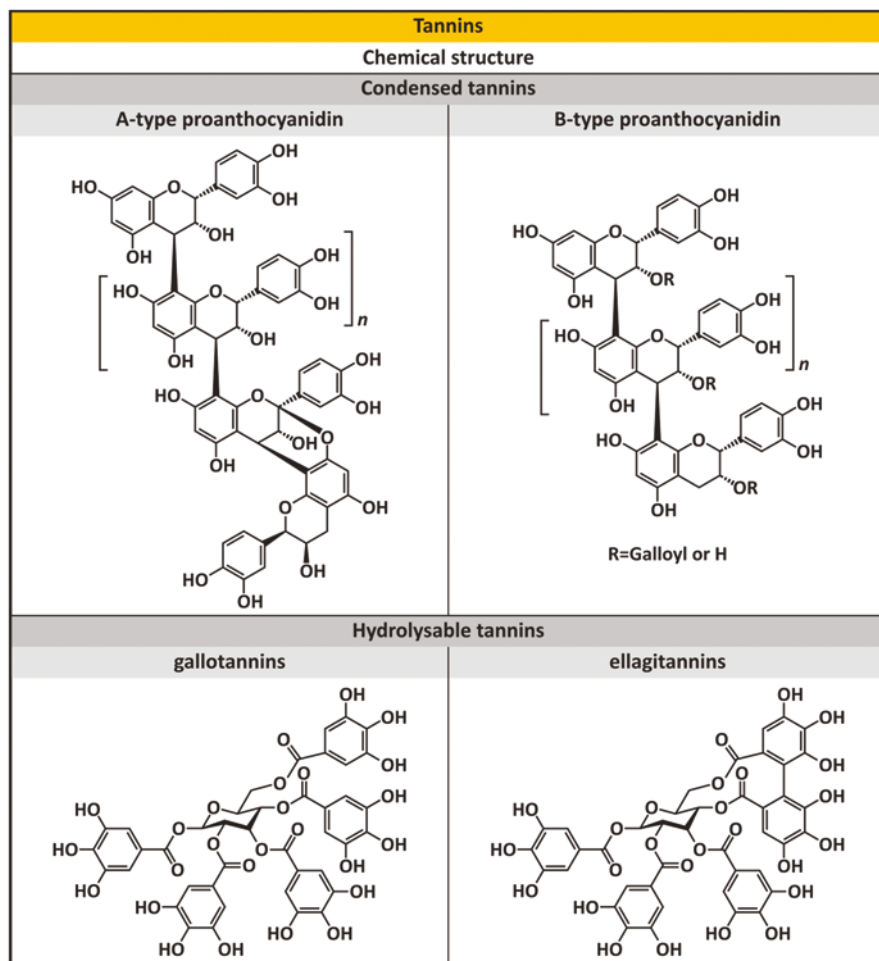 Tannins
Chemical structure
Condensed tannins
A-type proanthocyanidin
OH
OH
HO O
OH
OH
OH
HO O OH
n
OH
OH
OH
HO O OH
OH O
OH
O OH
HO OH
HO
B-type proanthocyanidin
OH
HO O OH
OR
OH
OH
HO O OH
n
OR
OH
OH
HO O OH
OR
OH
R=Galloyl or H
Hydrolysable tannins
gallotannins
OH
O OH
OH
O O
HO O O OH
HO O OH
HO O O O OH
HO O OH
HO O OH
HO HO OH HO OH
ellagitannins
OH
O OH
OH
O O
HO O O OH
HO O OH
HO O O O OH
HO O OH
HO OH HO OH
HO OH